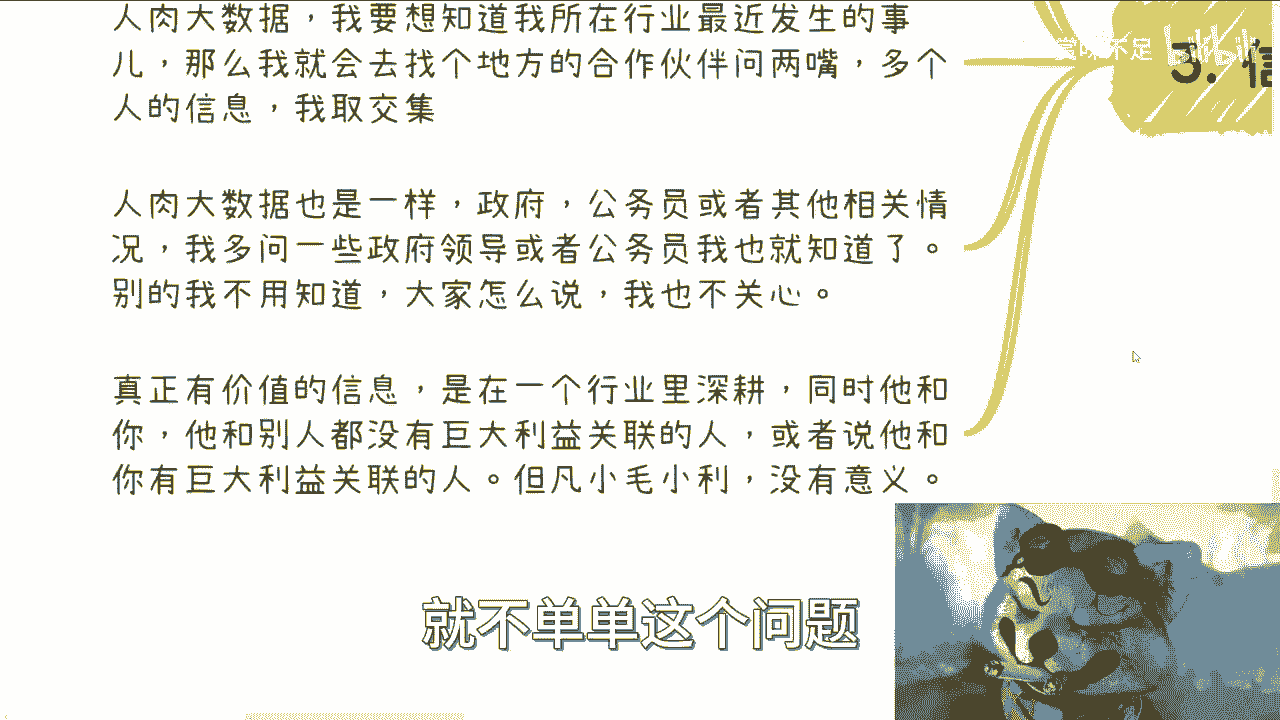 人肉大数据，我要想知道我所在行业最近发生的事
儿，那么我就会去找个地方的合作伙伴问两嘴，多个
人的信息，我取交集
人肉大数据也是一样，政府，公务员或者其他相关情
况，我多问一些政府领导或者公务员我也就知道了。
别的我不用知道，大家怎么说，我也不关心。
真正有价值的信息，是在一个行业里深耕，同时他和
你，他和别人都没有巨大利益关联的人，或者说他和
你有巨大利益关联的人。但凡小毛小利，没有意义。
不足 bilibili
3. 信
就不单单这个问题